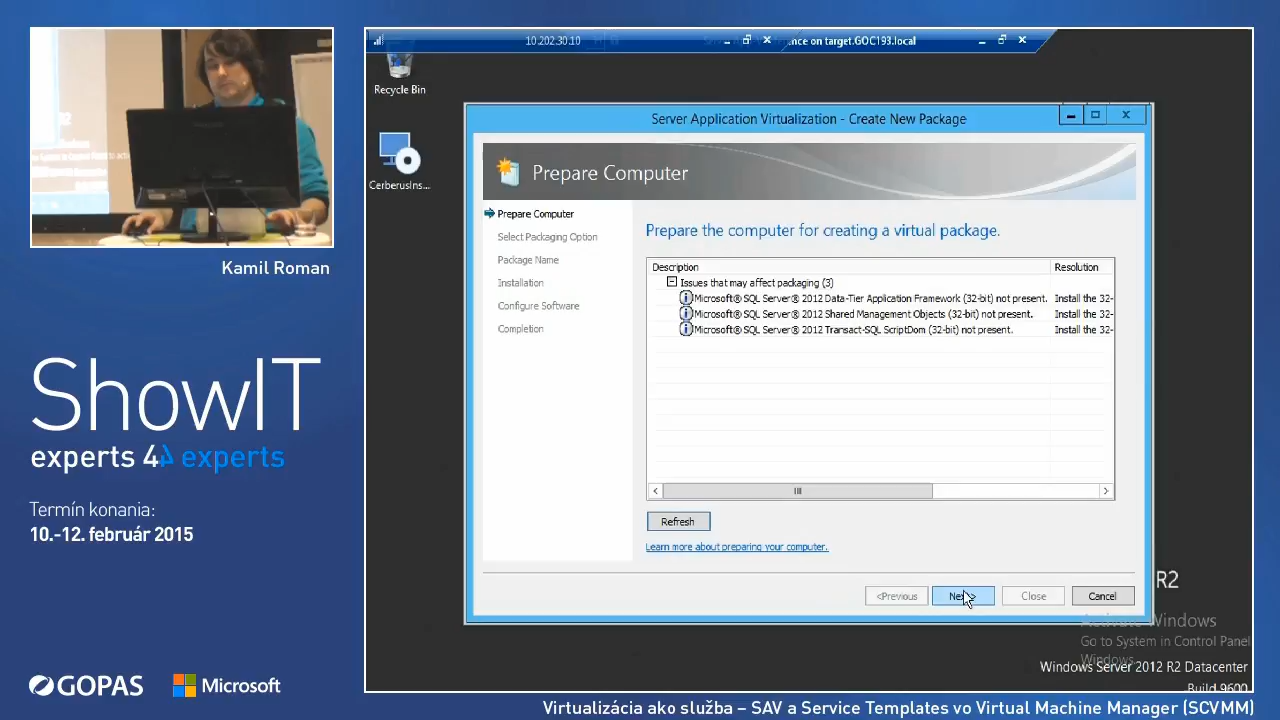 Kamil Roman
ShowIT
experts 4 experts
Termín konania:
10.-12. február 2015
GOPAS
Microsoft
10.202.30.10
nce on target.GOC193.local
Recycle Bin
CerberusIns...
Server Application Virtualization - Create New Package
Prepare Computer
Prepare Computer
Select Packaging Option
Package Name
Installation
Configure Software
Completion
Prepare the computer for creating a virtual package.
Description Resolution
Issues that may affect packaging (3)
Microsoft® SQL Server® 2012 Data-Tier Application Framework (32-bit) not present. Install the 32-
Microsoft® SQL Server® 2012 Shared Management Objects (32-bit) not present. Install the 32-
Microsoft® SQL Server® 2012 Transact-SQL ScriptDom (32-bit) not present. Install the 32-
Refresh
Learn more about preparing your computer.
<Previous
Close
Cancel
R2
Activate Windows
Go to System in Control Panel
Windows.
Windows Server 2012 R2 Datacenter
Build 9600
Virtualizácia ako služba – SAV a Service Templates vo Virtual Machine Manager (SCVMM)